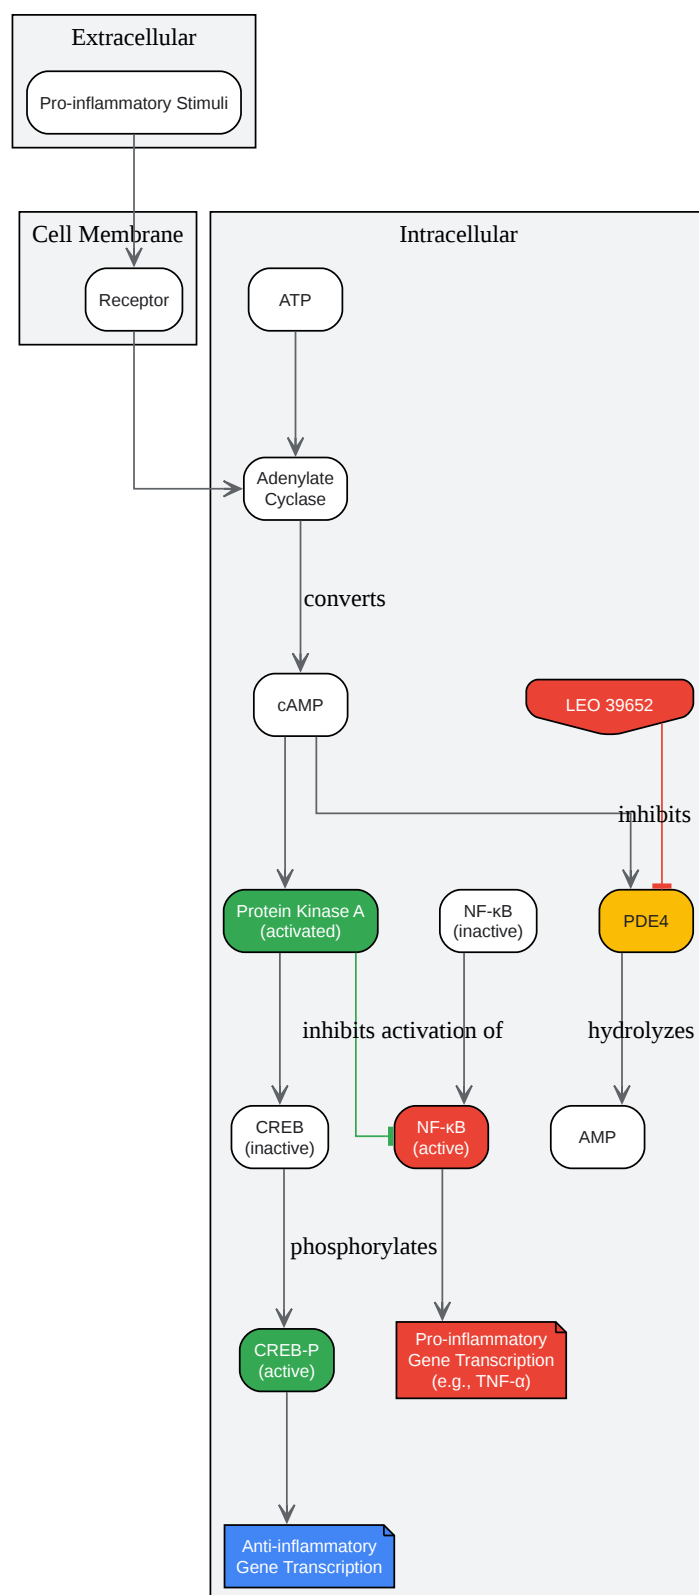 Extracellular
Pro-inflammatory Stimuli
Cell Membrane
Intracellular
Receptor
ATP
Adenylate
Cyclase
converts
cAMP
LEO 39652
inhibits
Protein Kinase A
(activated)
NF-κB
(inactive)
PDE4
inhibits activation of
hydrolyzes
CREB
(inactive)
NF-κB
(active)
AMP
phosphorylates
CREB-P
(active)
Pro-inflammatory
Gene Transcription
(e.g., TNF-α)
Anti-inflammatory
Gene Transcription